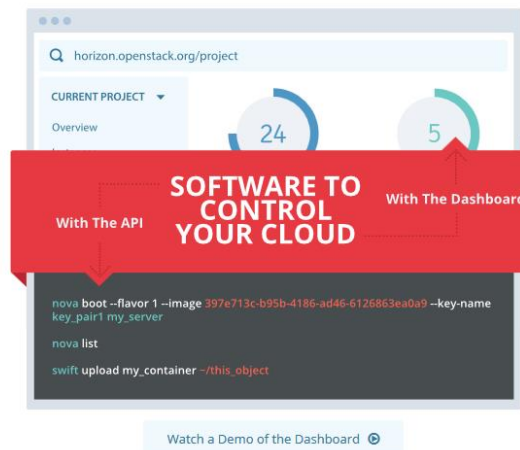 horizon.openstack.org/project
CURRENT PROJECT
Overview
24
5
SOFTWARE TO
CONTROL
YOUR CLOUD
With The API
With The Dashboard
nova boot --flavor 1 --image 397e713c-b95b-4186-ad46-6126863ea0a9 --key-name
key_pair1 my_server
nova list
swift upload my_container ~/this_object
Watch a Demo of the Dashboard